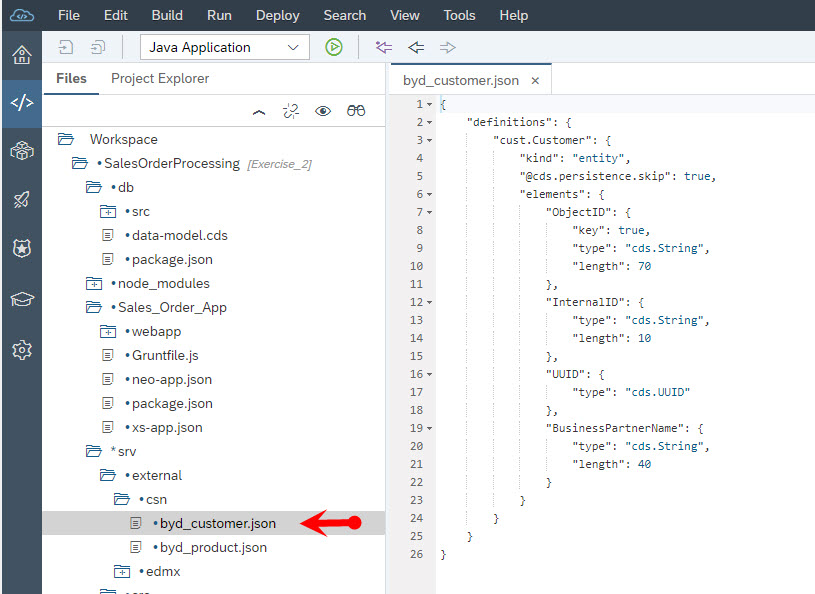 File Edit Build Run Deploy Search View Tools Help
Java Application
Files Project Explorer
Workspace
•SalesOrderProcessing [Exercise_2]
•db
•src
•data-model.cds
•package.json
•node_modules
•Sales_Order_App
•webapp
•Gruntfile.js
•neo-app.json
•package.json
•xs-app.json
*srv
•external
•csn
•byd_customer.json
•byd_product.json
•edmx
byd_customer.json ×
1 {
2 "definitions": {
3 "cust.Customer": {
4 "kind": "entity",
5 "@cds.persistence.skip": true,
6 "elements": {
7 "ObjectID": {
8 "key": true,
9 "type": "cds.String",
10 "length": 70
11 },
12 "InternalID": {
13 "type": "cds.String",
14 "length": 10
15 },
16 "UUID": {
17 "type": "cds.UUID"
18 },
19 "BusinessPartnerName": {
20 "type": "cds.String",
21 "length": 40
22 }
23 }
24 }
25 }
26 }